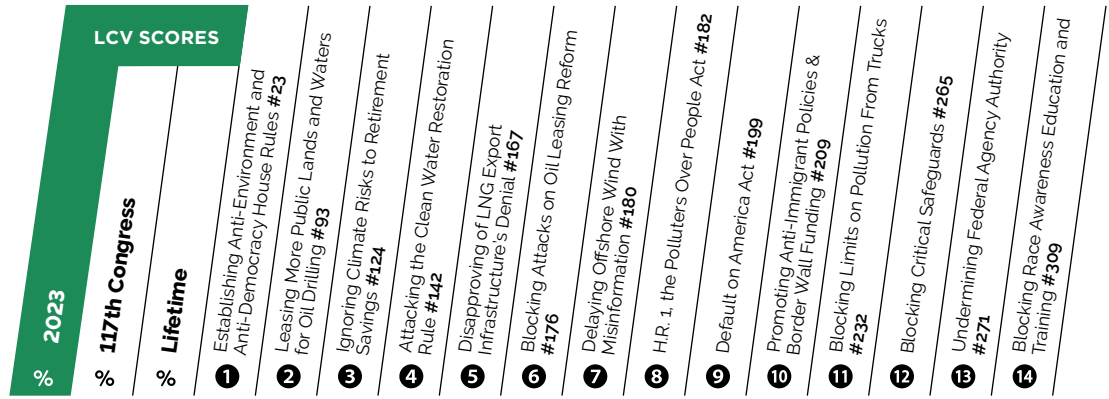 LCV SCORES
% 2023
% 117th Congress
% Lifetime
1 Establishing Anti-Environment and
Anti-Democracy House Rules #23
2 Leasing More Public Lands and Waters
for Oil Drilling #93
3 Ignoring Climate Risks to Retirement
Savings #124
4 Attacking the Clean Water Restoration
Rule #142
5 Disapproving of LNG Export
Infrastructure's Denial #167
6 Blocking Attacks on Oil Leasing Reform
#176
7 Delaying Offshore Wind With
Misinformation #180
8 H.R. 1, the Polluters Over People Act #182
9 Default on America Act #199
10 Promoting Anti-Immigrant Policies &
Border Wall Funding #209
11 Blocking Limits on Pollution From Trucks
#232
12 Blocking Critical Safeguards #265
13 Undermining Federal Agency Authority
#271
14 Blocking Race Awareness Education and
Training #309